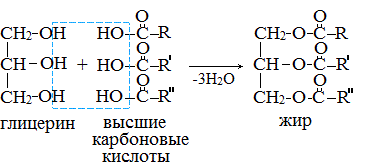 O O
CH₂-OH HO-C-R CH₂-O-C-R
O O
CH-OH + HO-C-R' CH-O-C-R'
O -3H₂O O
CH₂-OH HO-C-R" CH₂-O-C-R"
глицерин высшие жир
карбоновые
кислоты